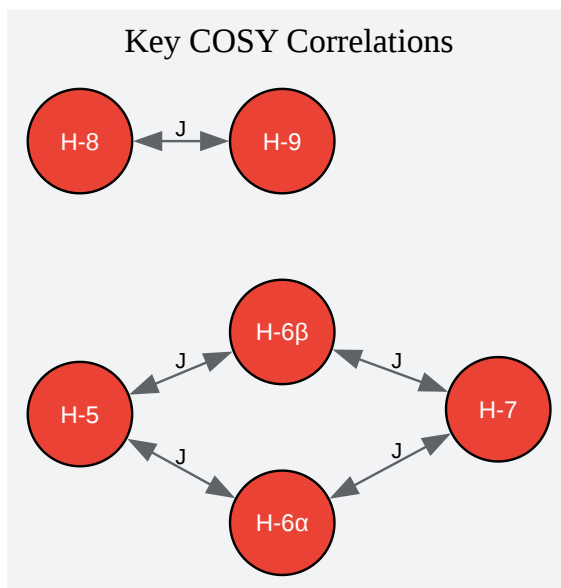 Key COSY Correlations
H-8
J
H-9
H-6β
J
J
H-5
H-7
J
J
H-6α